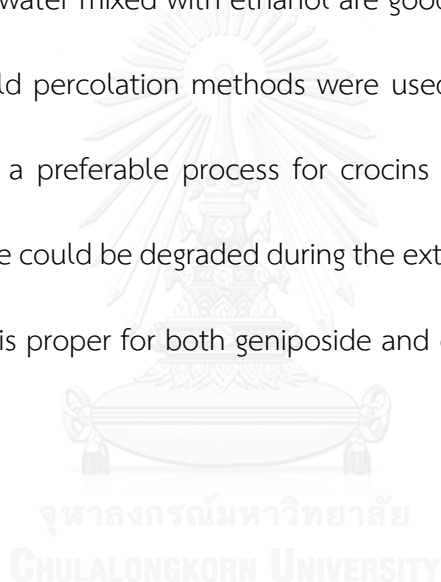 water mixed with ethanol are good
ld percolation methods were used
a preferable process for crocins
e could be degraded during the ext
is proper for both geniposide and
จุฬาลงกรณ์มหาวิทยาลัย
CHULALONGKORN UNIVERSITY